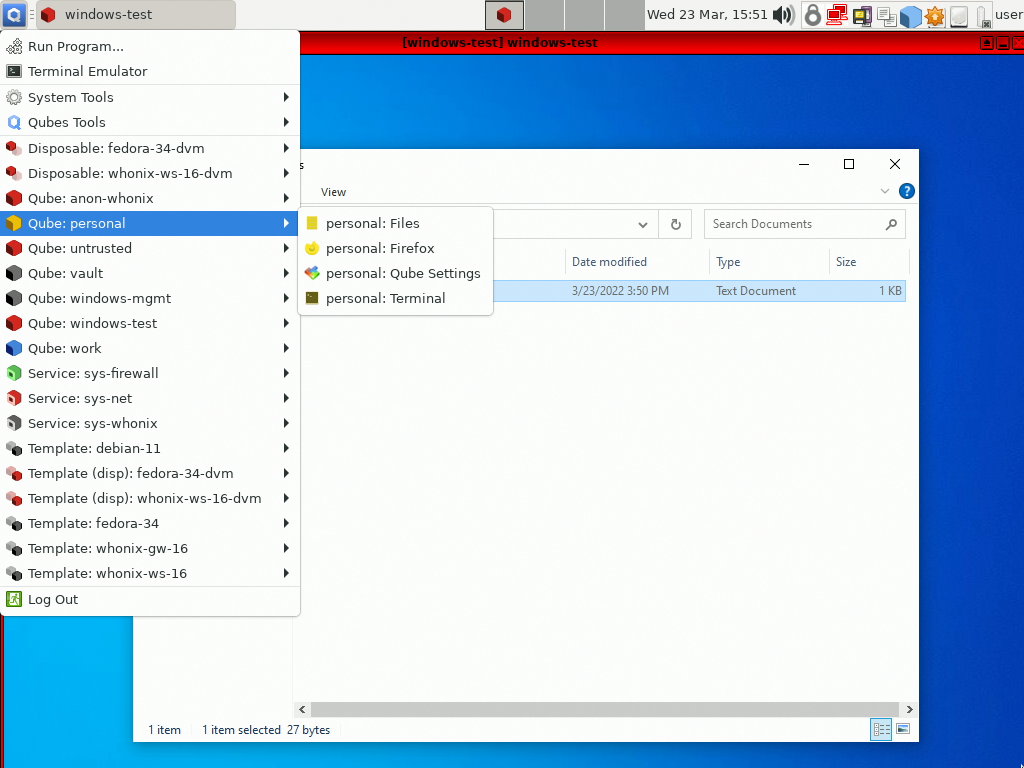 windows-test
Wed 23 Mar, 15:51
user
[windows-test] windows-test
Run Program...
Terminal Emulator
System Tools
Qubes Tools
Disposable: fedora-34-dvm
Disposable: whonix-ws-16-dvm
Qube: anon-whonix
Qube: personal
Qube: untrusted
Qube: vault
Qube: windows-mgmt
Qube: windows-test
Qube: work
Service: sys-firewall
Service: sys-net
Service: sys-whonix
Template: debian-11
Template (disp): fedora-34-dvm
Template (disp): whonix-ws-16-dvm
Template: fedora-34
Template: whonix-gw-16
Template: whonix-ws-16
Log Out
personal: Files
personal: Firefox
personal: Qube Settings
personal: Terminal
s
View
?
Search Documents
Date modified Type Size
3/23/2022 3:50 PM Text Document 1 KB
1 item 1 item selected 27 bytes